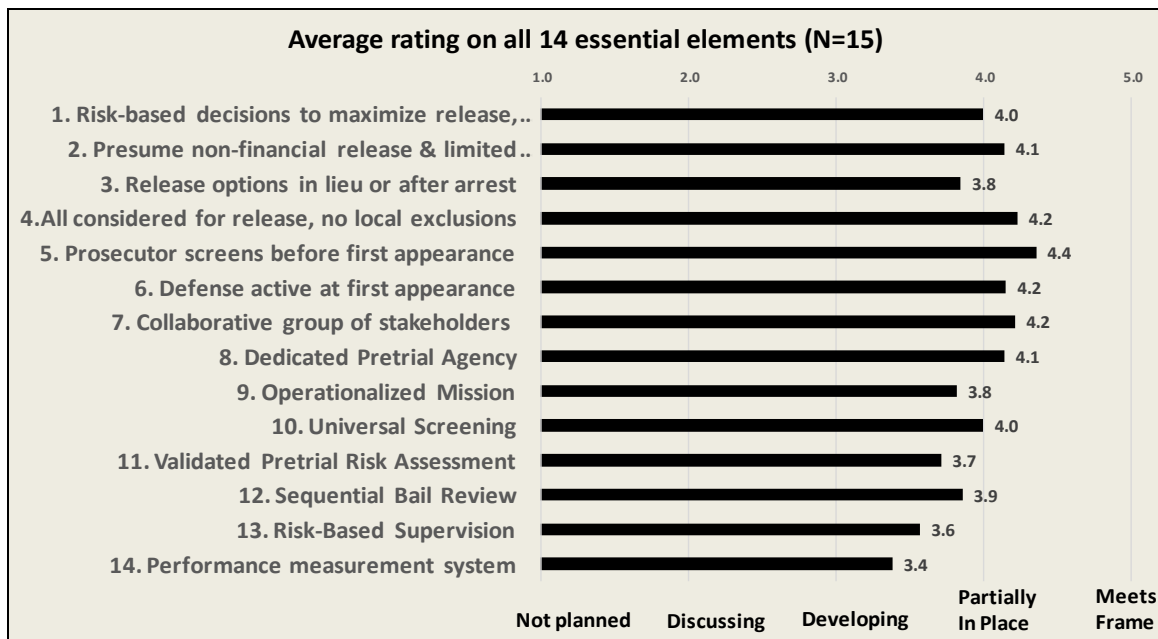 Average rating on all 14 essential elements (N=15)
1.0 2.0 3.0 4.0 5.0
1. Risk-based decisions to maximize release,.. 4.0
2. Presume non-financial release & limited .. 4.1
3. Release options in lieu or after arrest 3.8
4.All considered for release, no local exclusions 4.2
5. Prosecutor screens before first appearance 4.4
6. Defense active at first appearance 4.2
7. Collaborative group of stakeholders 4.2
8. Dedicated Pretrial Agency 4.1
9. Operationalized Mission 3.8
10. Universal Screening 4.0
11. Validated Pretrial Risk Assessment 3.7
12. Sequential Bail Review 3.9
13. Risk-Based Supervision 3.6
14. Performance measurement system 3.4
Not planned Discussing Developing Partially Meets
In Place Frame